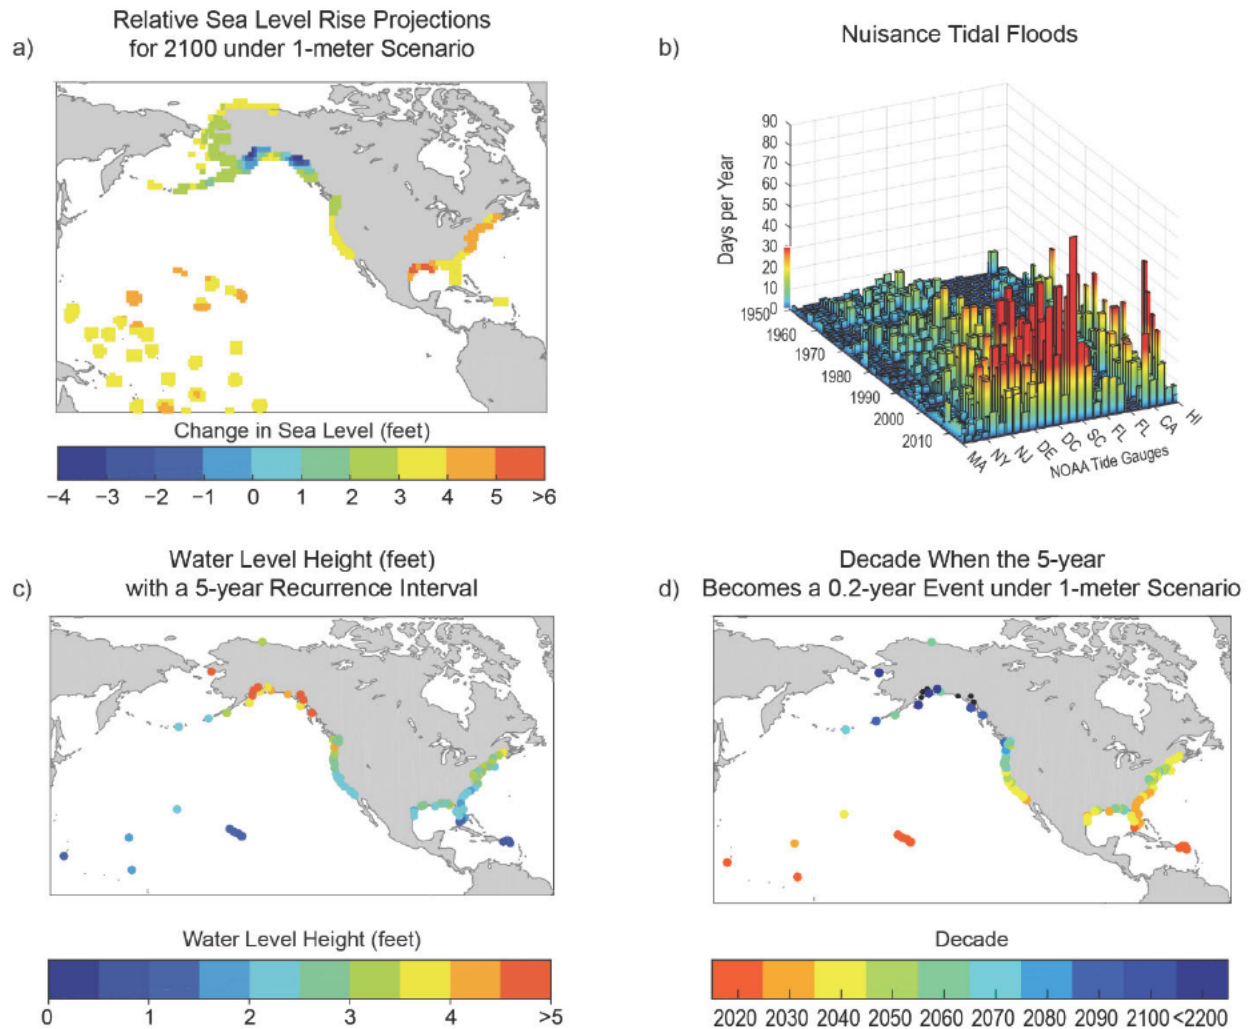 Relative Sea Level Rise Projections
for 2100 under 1-meter Scenario
a)
Change in Sea Level (feet)
−4 −3 −2 −1 0 1 2 3 4 5 >6
b)
Nuisance Tidal Floods
Days per Year
90
80
70
60
50
40
30
20
10
0
1950
1960
1970
1980
1990
2000
2010
MA NY NJ DE DC SC FL FL CA HI
NOAA Tide Gauges
Water Level Height (feet)
with a 5-year Recurrence Interval
c)
Water Level Height (feet)
0 1 2 3 4 >5
Decade When the 5-year
d) Becomes a 0.2-year Event under 1-meter Scenario
Decade
2020 2030 2040 2050 2060 2070 2080 2090 2100 <2200